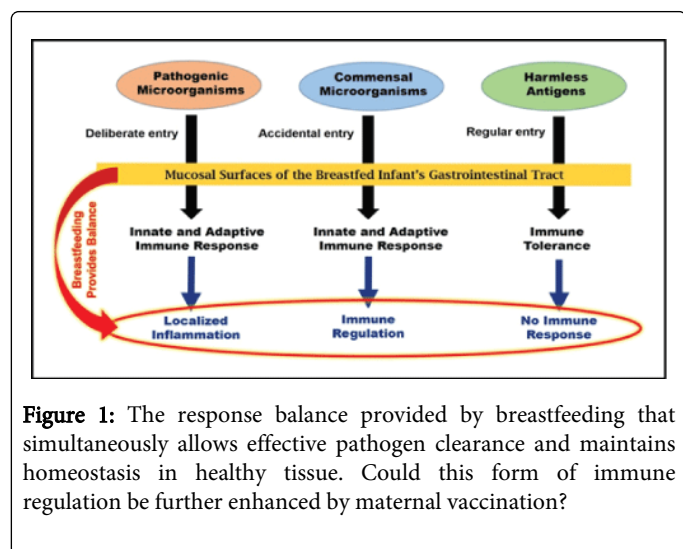 Pathogenic Microorganisms
Commensal Microorganisms
Harmless Antigens
Deliberate entry
Accidental entry
Regular entry
Mucosal Surfaces of the Breastfed Infant's Gastrointestinal Tract
Breastfeeding
Provides Balance
Innate and Adaptive
Immune Response
Innate and Adaptive
Immune Response
Immune
Tolerance
Localized
Inflammation
Immune
Regulation
No Immune
Response
Figure 1: The response balance provided by breastfeeding that
simultaneously allows effective pathogen clearance and maintains
homeostasis in healthy tissue. Could this form of immune
regulation be further enhanced by maternal vaccination?